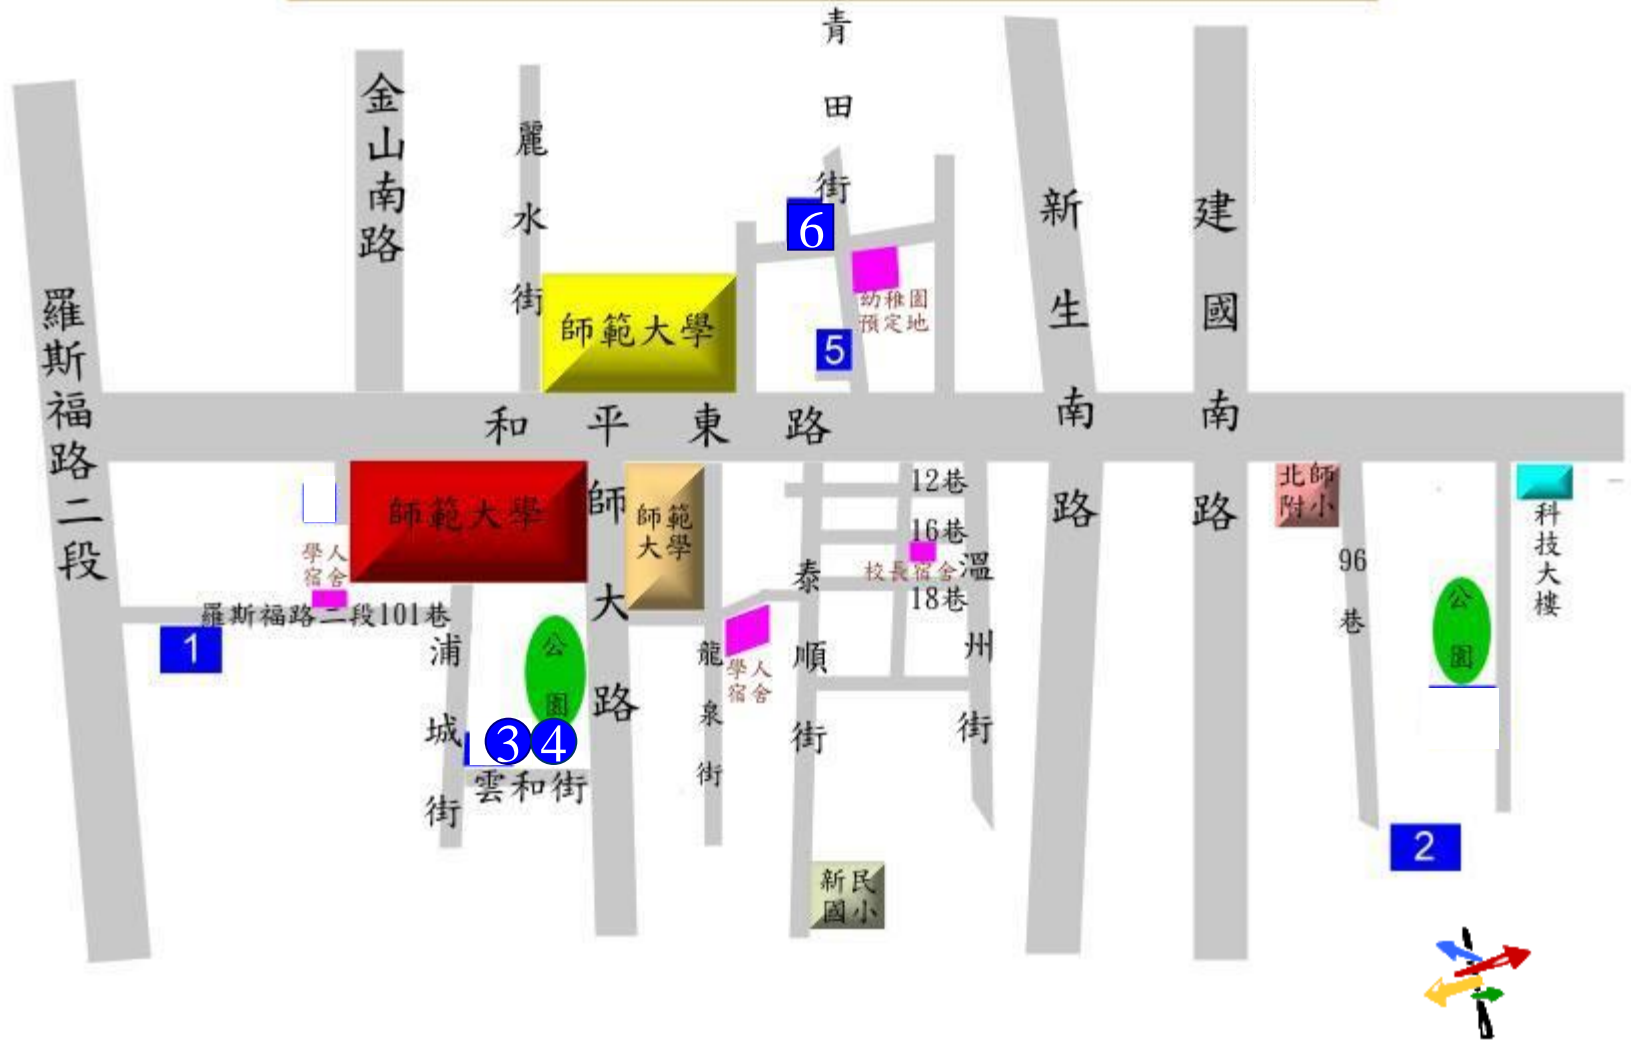 青田街
金山南路
麗水街
新生南路
建國南路
羅斯福路二段
6
幼稚園
預定地
師範大學
5
和平東路
師範大學
師大路
師範
大學
12巷
16巷
校長宿舍
18巷
溫州街
泰順街
北師
附小
科技大樓
96巷
公園
學人
宿舍
羅斯福路二段101巷
1
浦城街
公園
3
4
雲和街
龍泉街
學人
宿舍
新民
國小
2